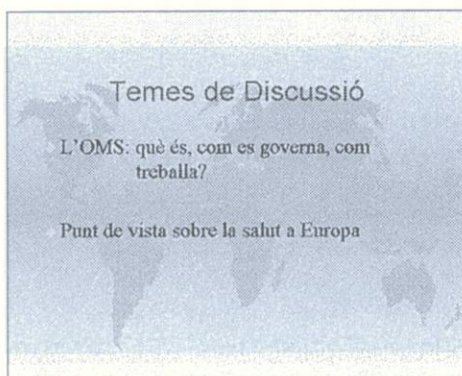 Temes de Discussió
L'OMS: què és, com es governa, com
treballa?
Punt de vista sobre la salut a Europa